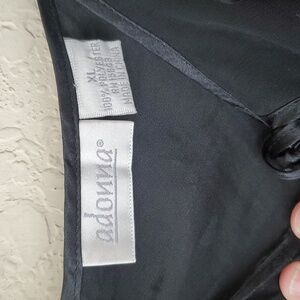 XL
100% POLYESTER
MADE IN CHINA
adonna®